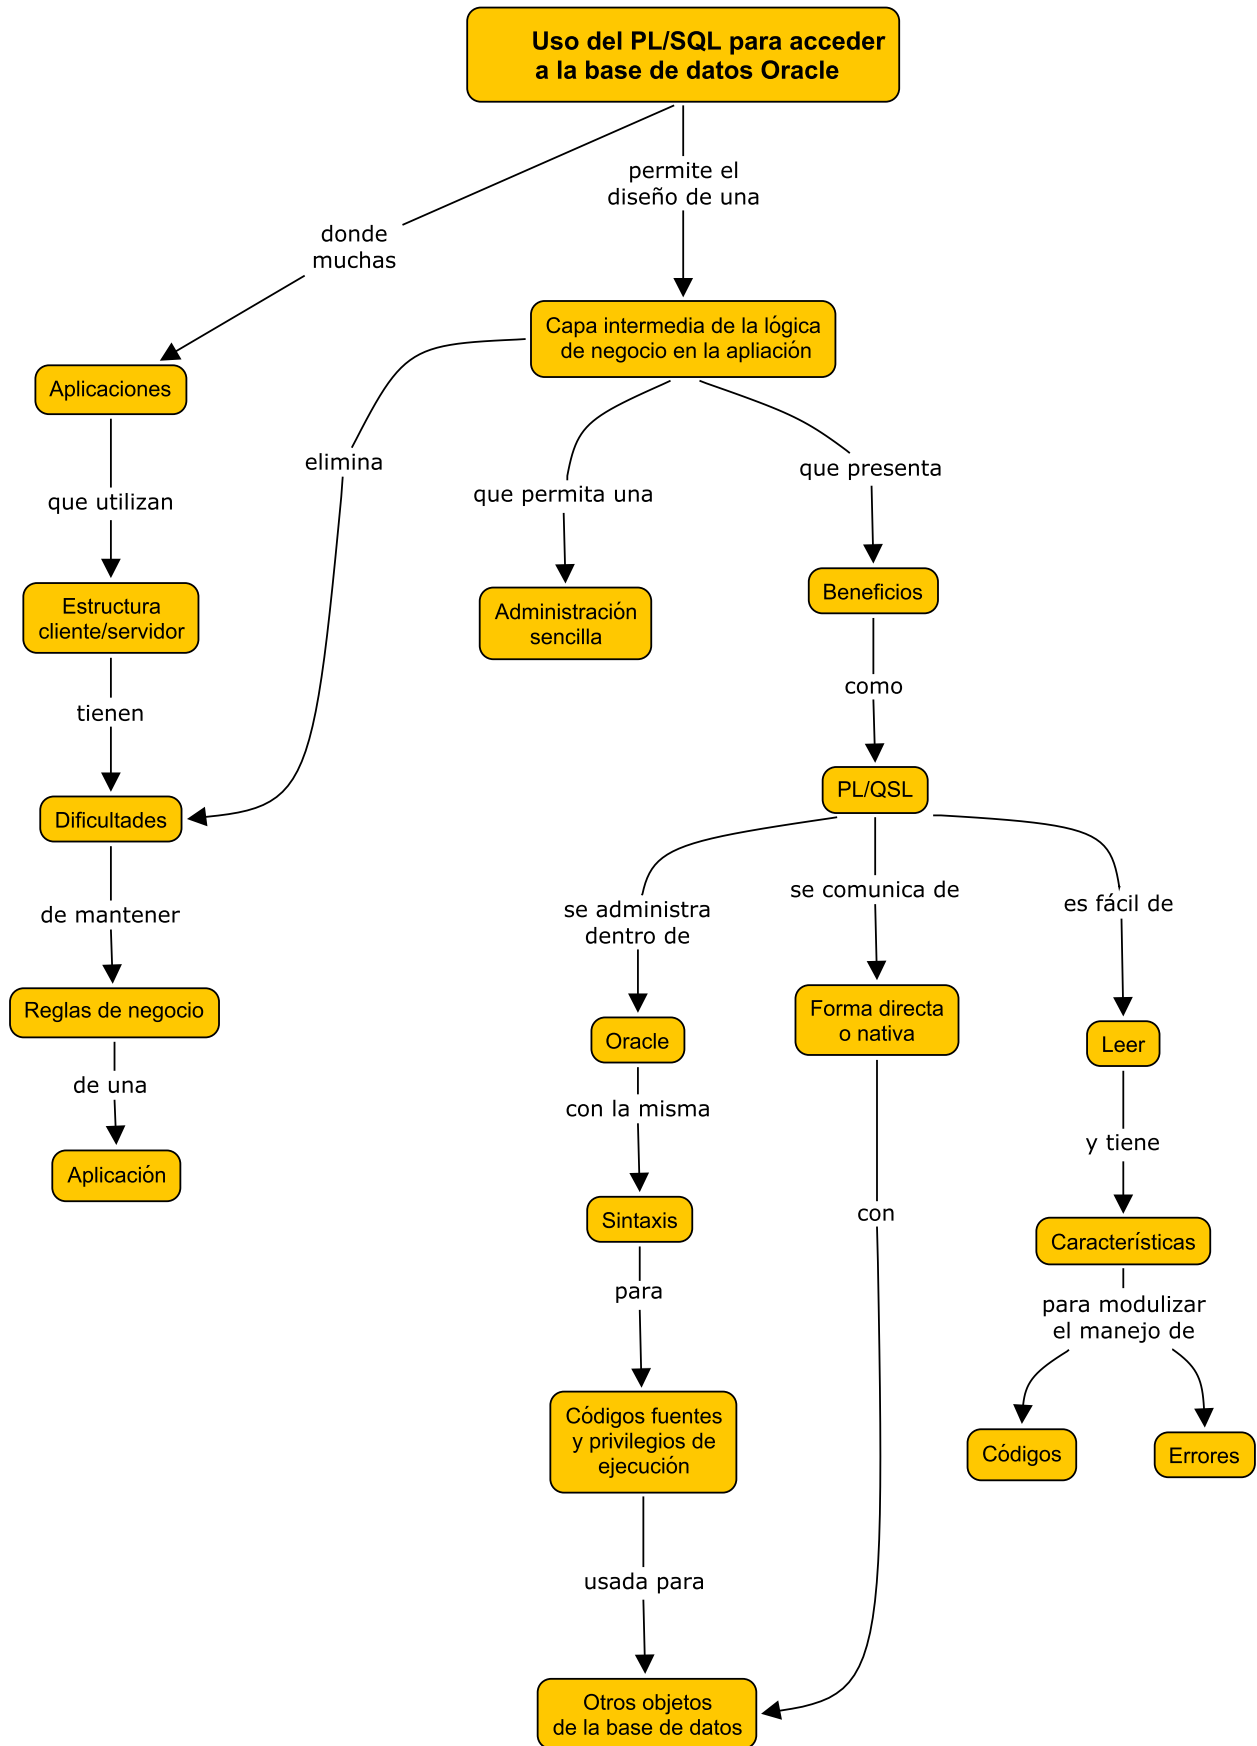 Uso del PL/SQL para acceder
a la base de datos Oracle
permite el
diseño de una
donde
muchas
Capa intermedia de la lógica
de negocio en la apliación
Aplicaciones
elimina
que permita una
que presenta
que utilizan
Administración
sencilla
Beneficios
Estructura
cliente/servidor
como
tienen
PL/QSL
Dificultades
se administra
dentro de
se comunica de
es fácil de
de mantener
Reglas de negocio
Oracle
Forma directa
o nativa
Leer
de una
con la misma
y tiene
Aplicación
Sintaxis
con
Características
para
para modulizar
el manejo de
Códigos fuentes
y privilegios de
ejecución
Códigos
Errores
usada para
Otros objetos
de la base de datos